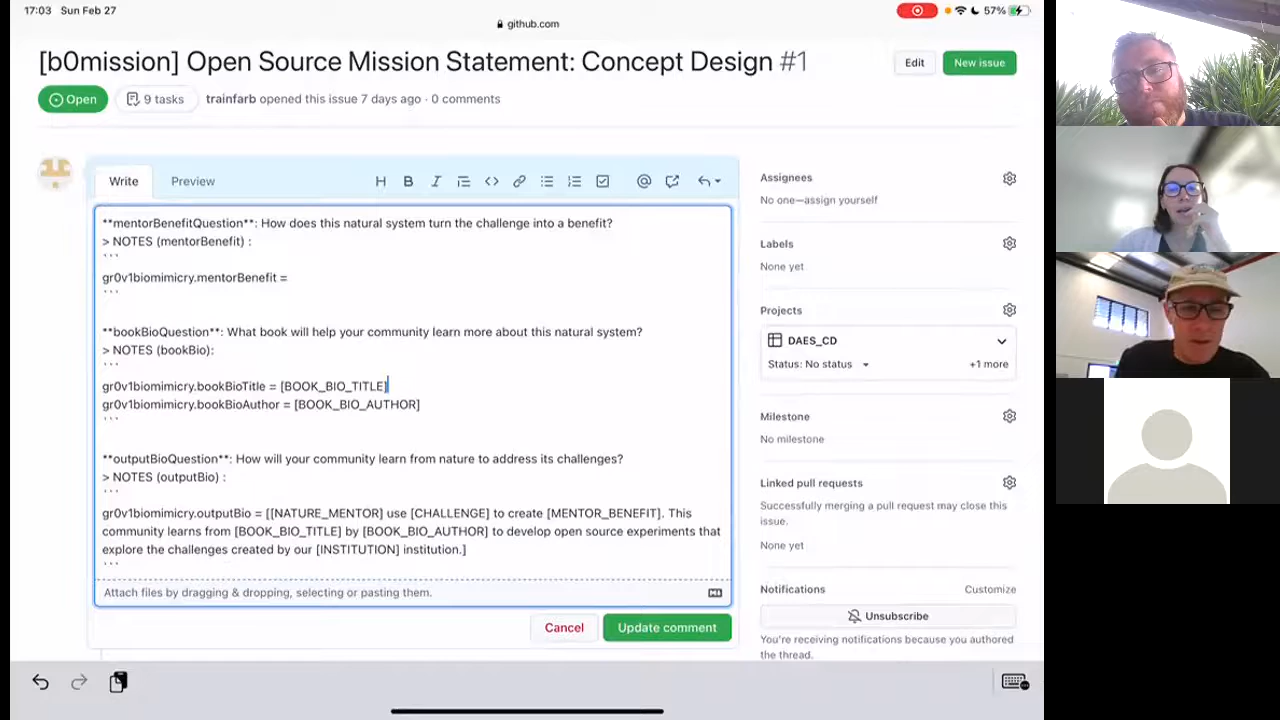 17:03 Sun Feb 27
57%
github.com
[b0mission] Open Source Mission Statement: Concept Design #1
Edit
New issue
Open
9 tasks
trainfarb opened this issue 7 days ago · 0 comments
Write
Preview
H B I
**mentorBenefitQuestion**: How does this natural system turn the challenge into a benefit?
> NOTES (mentorBenefit) :
```
gr0v1biomimicry.mentorBenefit =
```
**bookBioQuestion**: What book will help your community learn more about this natural system?
> NOTES (bookBio):
```
gr0v1biomimicry.bookBioTitle = [BOOK_BIO_TITLE]
gr0v1biomimicry.bookBioAuthor = [BOOK_BIO_AUTHOR]
```
**outputBioQuestion**: How will your community learn from nature to address its challenges?
> NOTES (outputBio) :
```
gr0v1biomimicry.outputBio = [[NATURE_MENTOR] use [CHALLENGE] to create [MENTOR_BENEFIT]. This
community learns from [BOOK_BIO_TITLE] by [BOOK_BIO_AUTHOR] to develop open source experiments that
explore the challenges created by our [INSTITUTION] institution.]
```
Attach files by dragging & dropping, selecting or pasting them.
Cancel
Update comment
Assignees
No one—assign yourself
Labels
None yet
Projects
DAES_CD
Status: No status
+1 more
Milestone
No milestone
Linked pull requests
Successfully merging a pull request may close this
issue.
None yet
Notifications
Customize
Unsubscribe
You're receiving notifications because you authored
the thread.